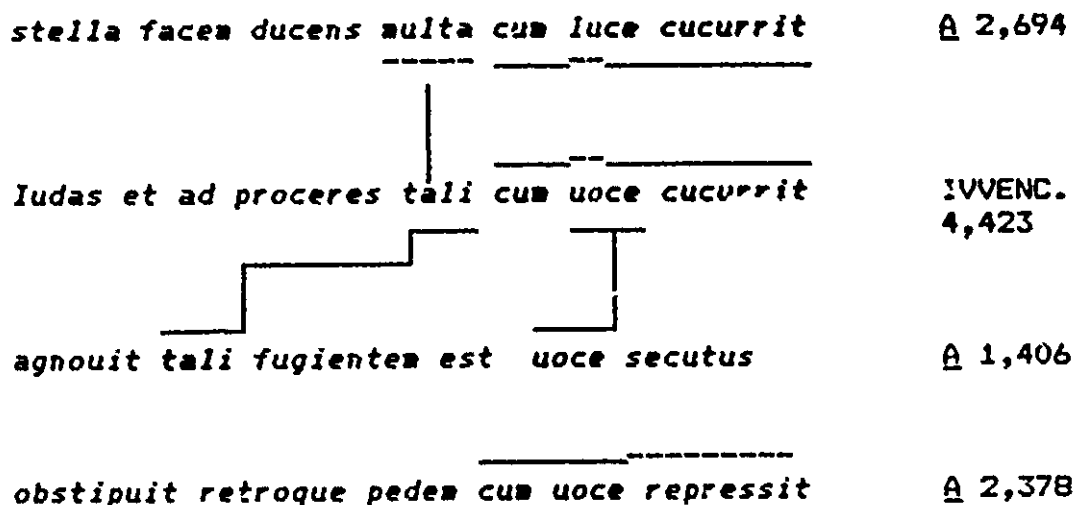 stella facem ducens multa cum luce cucurrit A 2,694
Iudas et ad proceres tali cum uoce cucurrit IVVENC.
4,423
agnouit tali fugientem est uoce secutus A 1,406
obstipuit retroque pedem cum uoce repressit A 2,378